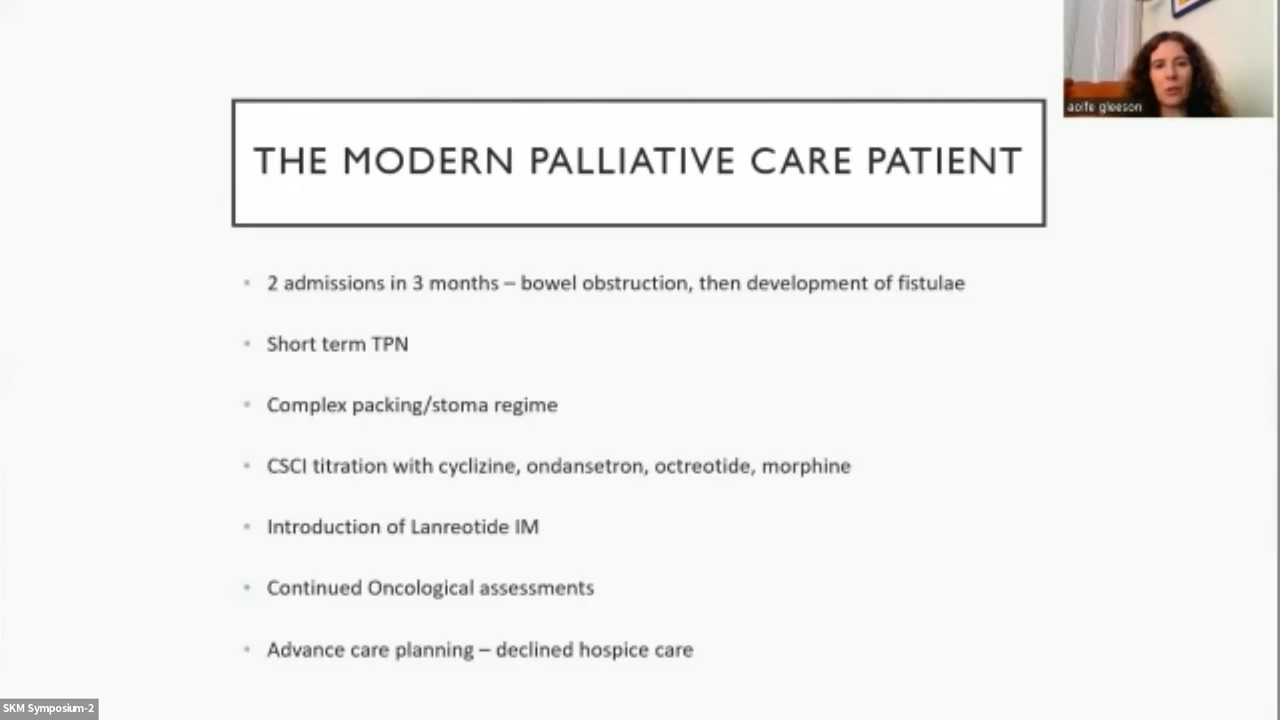 aoife gleeson
THE MODERN PALLIATIVE CARE PATIENT
• 2 admissions in 3 months – bowel obstruction, then development of fistulae
• Short term TPN
• Complex packing/stoma regime
• CSCI titration with cyclizine, ondansetron, octreotide, morphine
• Introduction of Lanreotide IM
• Continued Oncological assessments
• Advance care planning – declined hospice care
SKM Symposium-2